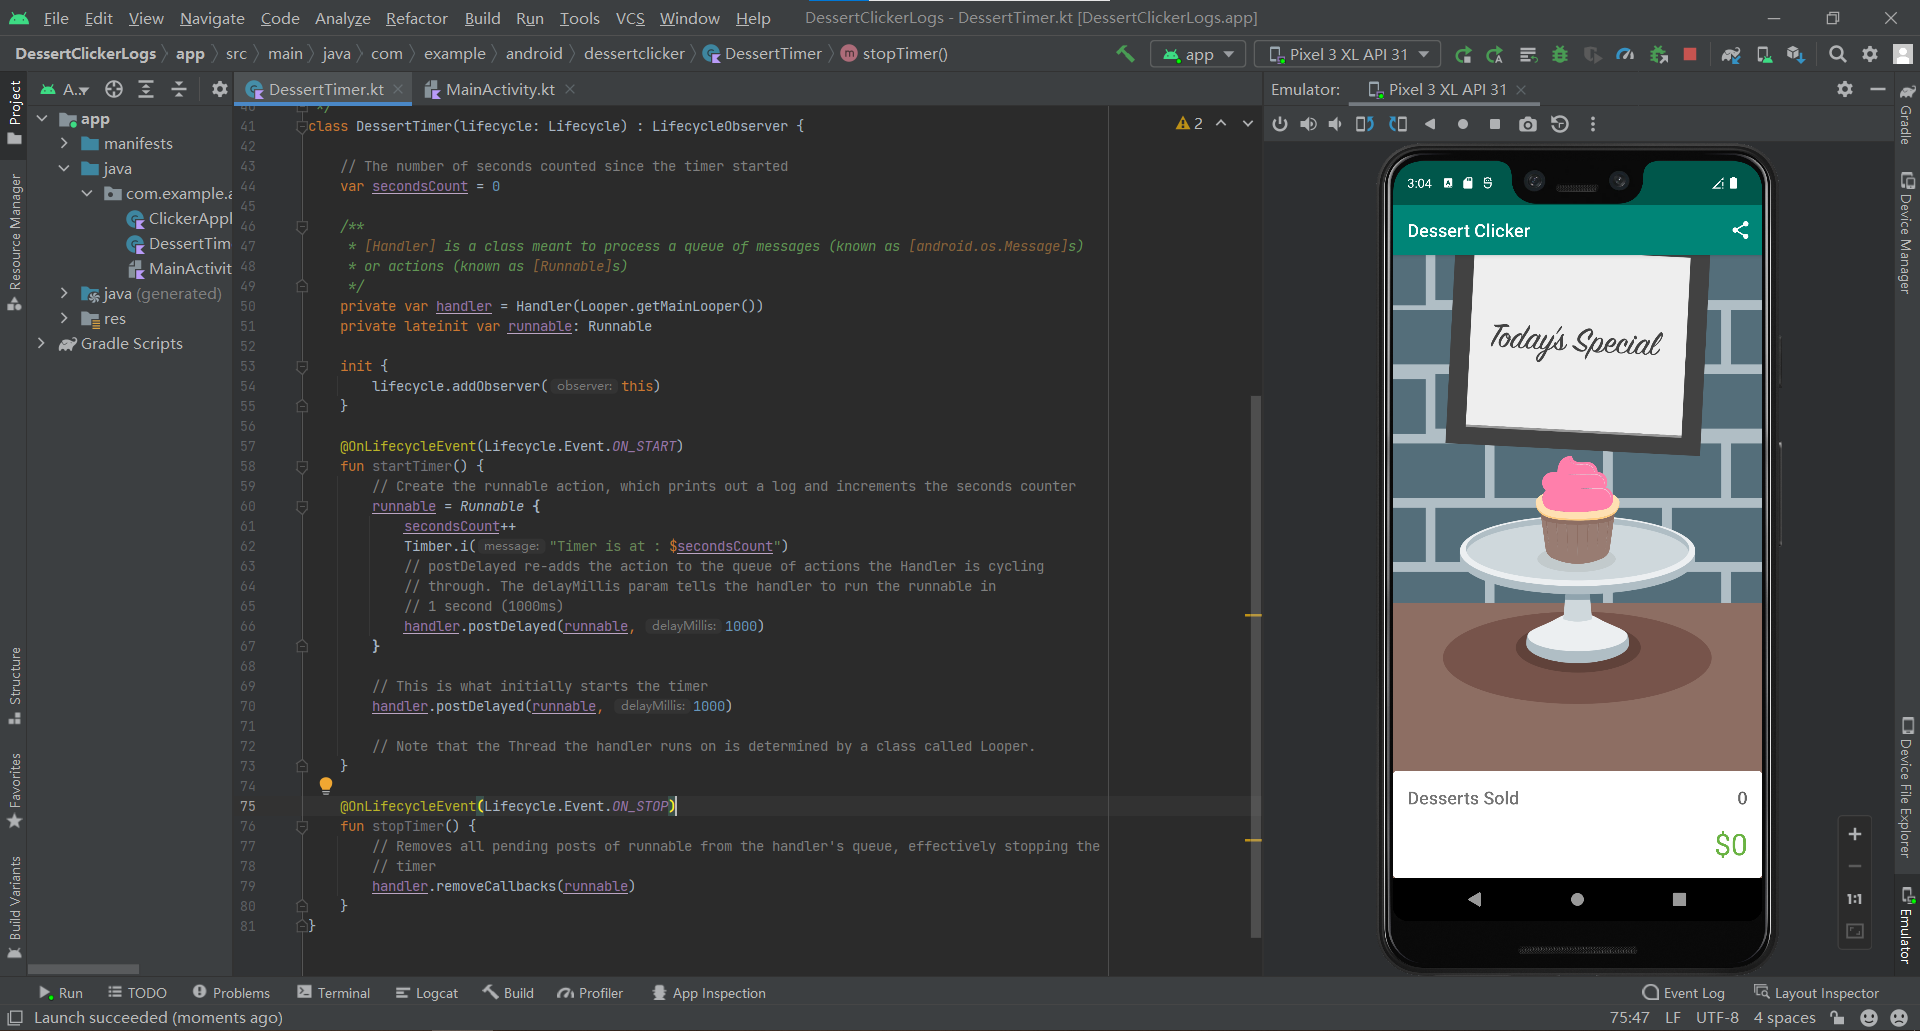 File Edit View Navigate Code Analyze Refactor Build Run Tools VCS Window Help DessertClickerLogs - DessertTimer.kt [DessertClickerLogs.app]
DessertClickerLogs app src main java com example android dessertclicker DessertTimer m stopTimer() app Pixel 3 XL API 31
Project
Resource Manager
Structure
Favorites
Build Variants
A..
app
manifests
java
com.example.a
ClickerAppl
DessertTim
MainActivit
java (generated)
res
Gradle Scripts
DessertTimer.kt MainActivity.kt
2
40 */
41 class DessertTimer(lifecycle: Lifecycle) : LifecycleObserver {
42
43 // The number of seconds counted since the timer started
44 var secondsCount = 0
45
46 /**
47 * [Handler] is a class meant to process a queue of messages (known as [android.os.Message]s)
48 * or actions (known as [Runnable]s)
49 */
50 private var handler = Handler(Looper.getMainLooper())
51 private lateinit var runnable: Runnable
52
53 init {
54 lifecycle.addObserver( observer: this)
55 }
56
57 @OnLifecycleEvent(Lifecycle.Event.ON_START)
58 fun startTimer() {
59 // Create the runnable action, which prints out a log and increments the seconds counter
60 runnable = Runnable {
61 secondsCount++
62 Timber.i( message: "Timer is at : $secondsCount")
63 // postDelayed re-adds the action to the queue of actions the Handler is cycling
64 // through. The delayMillis param tells the handler to run the runnable in
65 // 1 second (1000ms)
66 handler.postDelayed(runnable, delayMillis: 1000)
67 }
68
69 // This is what initially starts the timer
70 handler.postDelayed(runnable, delayMillis: 1000)
71
72 // Note that the Thread the handler runs on is determined by a class called Looper.
73 }
74
75 @OnLifecycleEvent(Lifecycle.Event.ON_STOP)
76 fun stopTimer() {
77 // Removes all pending posts of runnable from the handler's queue, effectively stopping the
78 // timer
79 handler.removeCallbacks(runnable)
80 }
81 }
Emulator: Pixel 3 XL API 31
3:04
Dessert Clicker
Today's Special
Desserts Sold 0
$0
1:1
Gradle
Device Manager
Device File Explorer
Emulator
Run TODO Problems Terminal Logcat Build Profiler App Inspection Event Log Layout Inspector
Launch succeeded (moments ago) 75:47 LF UTF-8 4 spaces